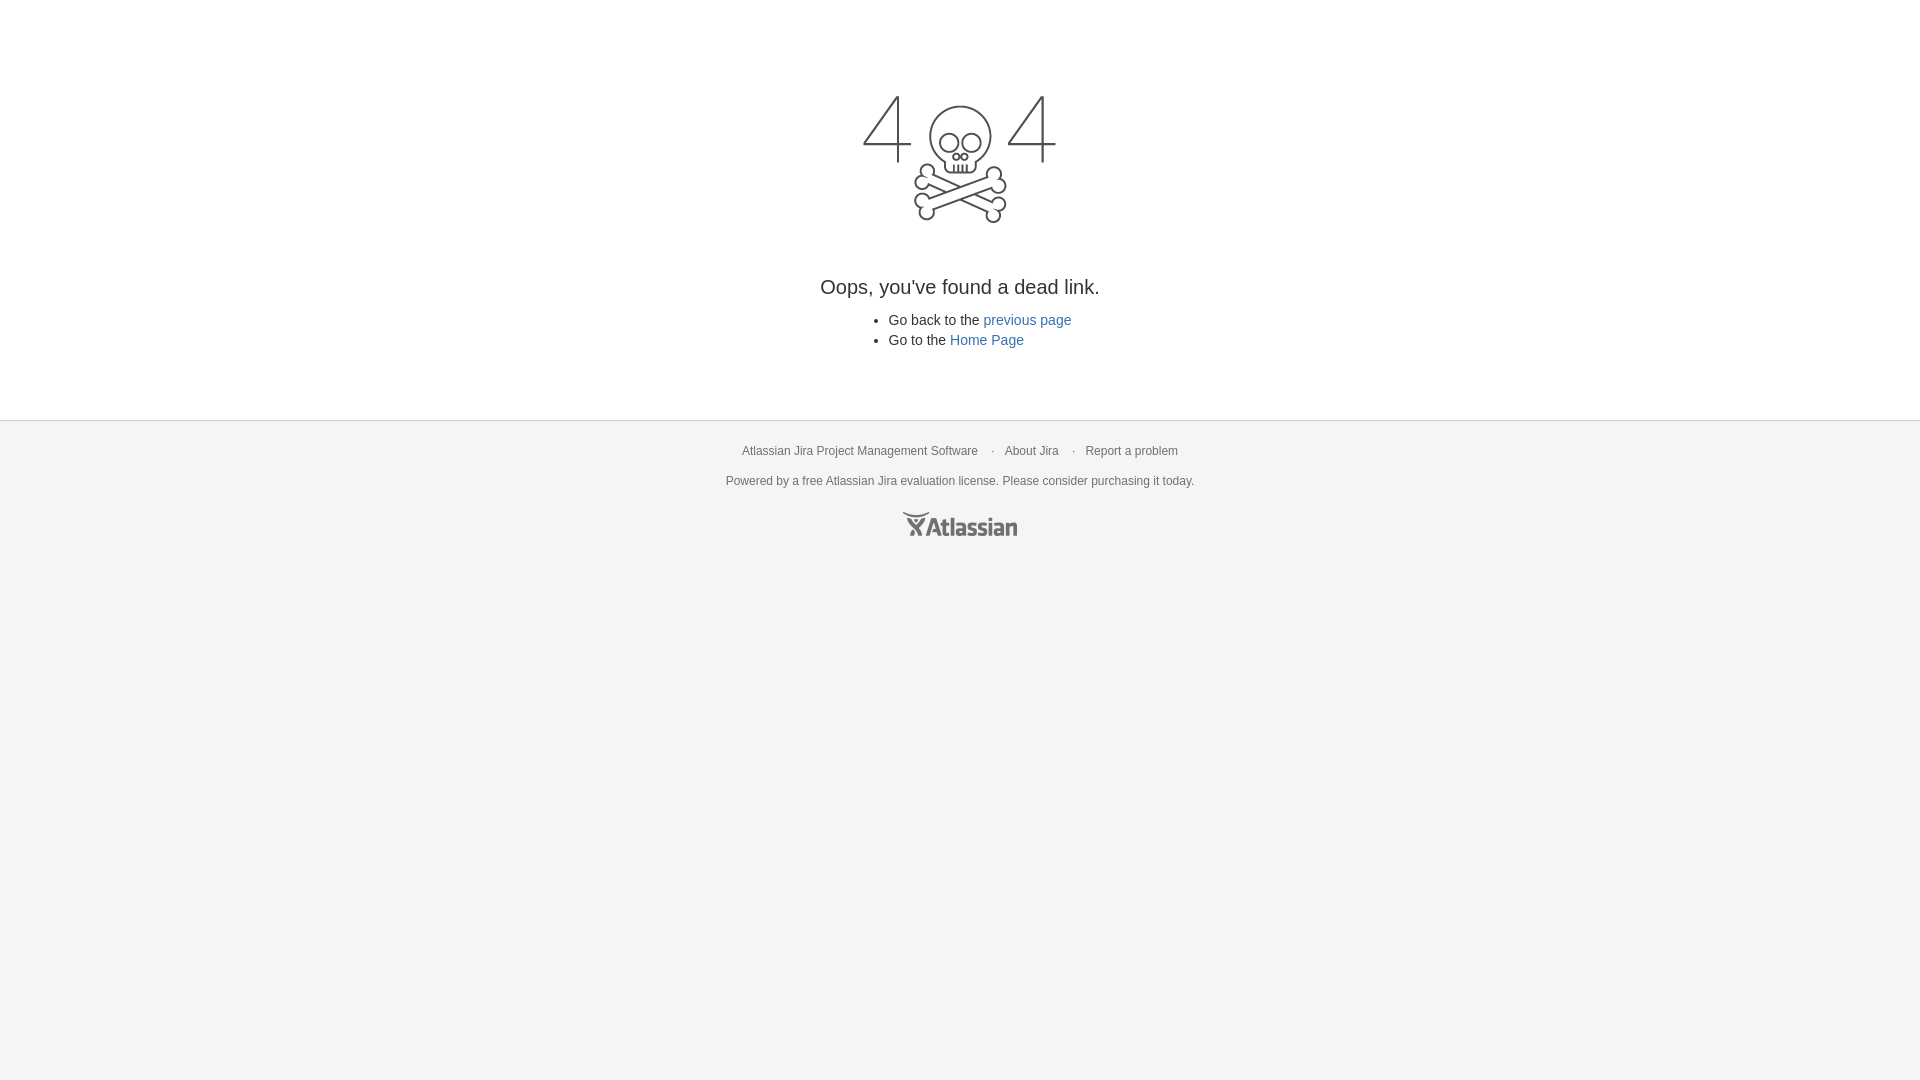 4 4
Oops, you've found a dead link.
• Go back to the previous page
• Go to the Home Page
Atlassian Jira Project Management Software · About Jira · Report a problem
Powered by a free Atlassian Jira evaluation license. Please consider purchasing it today.
Atlassian